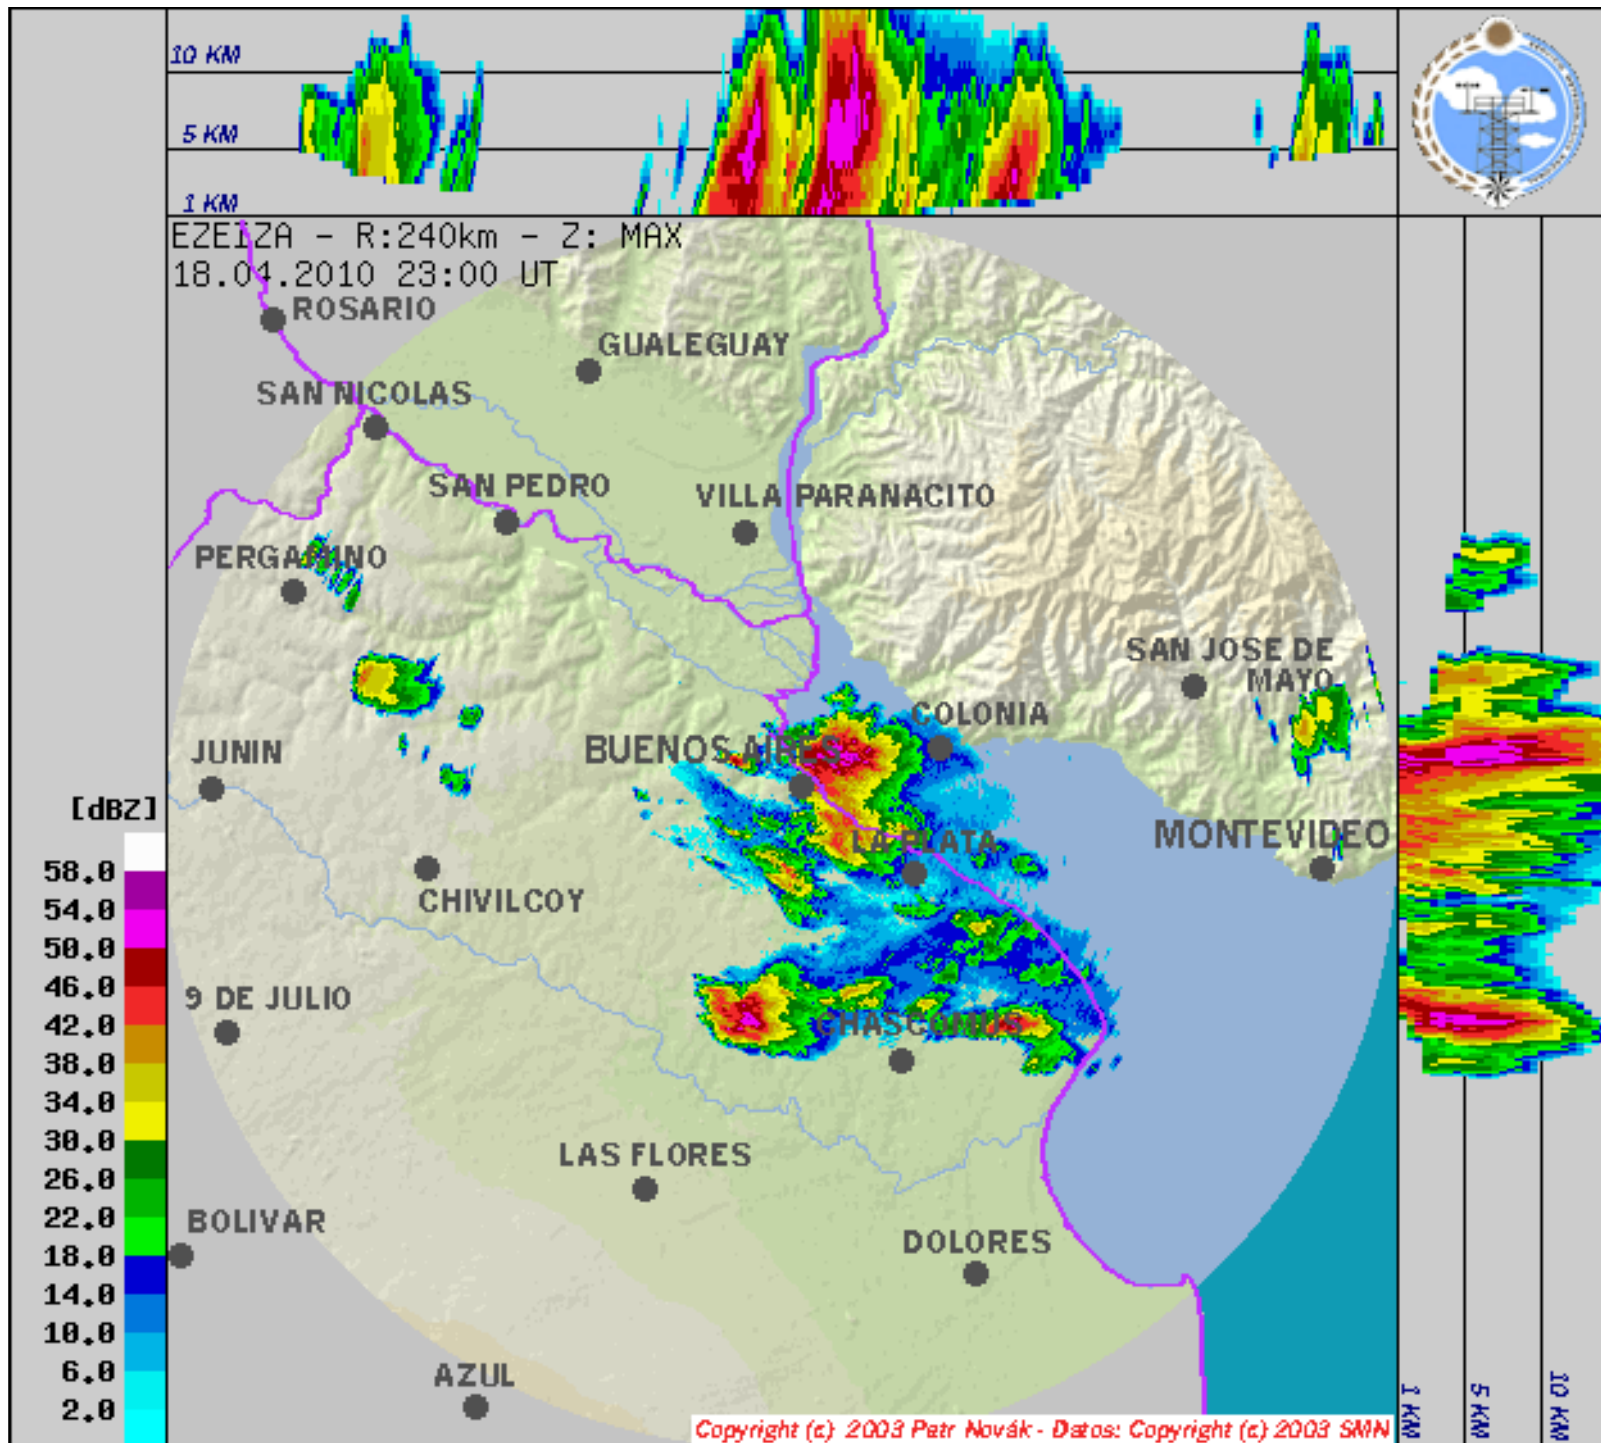 10 KM
5 KM
1 KM
EZEIZA - R:240km - Z: MAX
18.04.2010 23:00 UT
ROSARIO
GUALEGUAY
SAN NICOLAS
SAN PEDRO
VILLA PARANACITO
PERGAMINO
SAN JOSE DE
MAYO
COLONIA
JUNIN
BUENOS AIRES
[dBZ]
LA PLATA
MONTEVIDEO
58.0
CHIVILCOY
54.0
50.0
46.0
9 DE JULIO
42.0
CHASCOMUS
38.0
34.0
30.0
LAS FLORES
26.0
22.0
BOLIVAR
18.0
DOLORES
14.0
10.0
6.0
AZUL
2.0
1 KM
5 KM
10 KM
Copyright (c) 2003 Petr Novák - Datos: Copyright (c) 2003 SMN